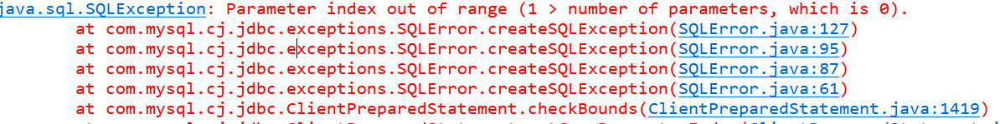 java.sql.SQLException: Parameter index out of range (1 > number of parameters, which is 0).
at com.mysql.cj.jdbc.exceptions.SQLError.createSQLException(SQLError.java:127)
at com.mysql.cj.jdbc.exceptions.SQLError.createSQLException(SQLError.java:95)
at com.mysql.cj.jdbc.exceptions.SQLError.createSQLException(SQLError.java:87)
at com.mysql.cj.jdbc.exceptions.SQLError.createSQLException(SQLError.java:61)
at com.mysql.cj.jdbc.ClientPreparedStatement.checkBounds(ClientPreparedStatement.java:1419)